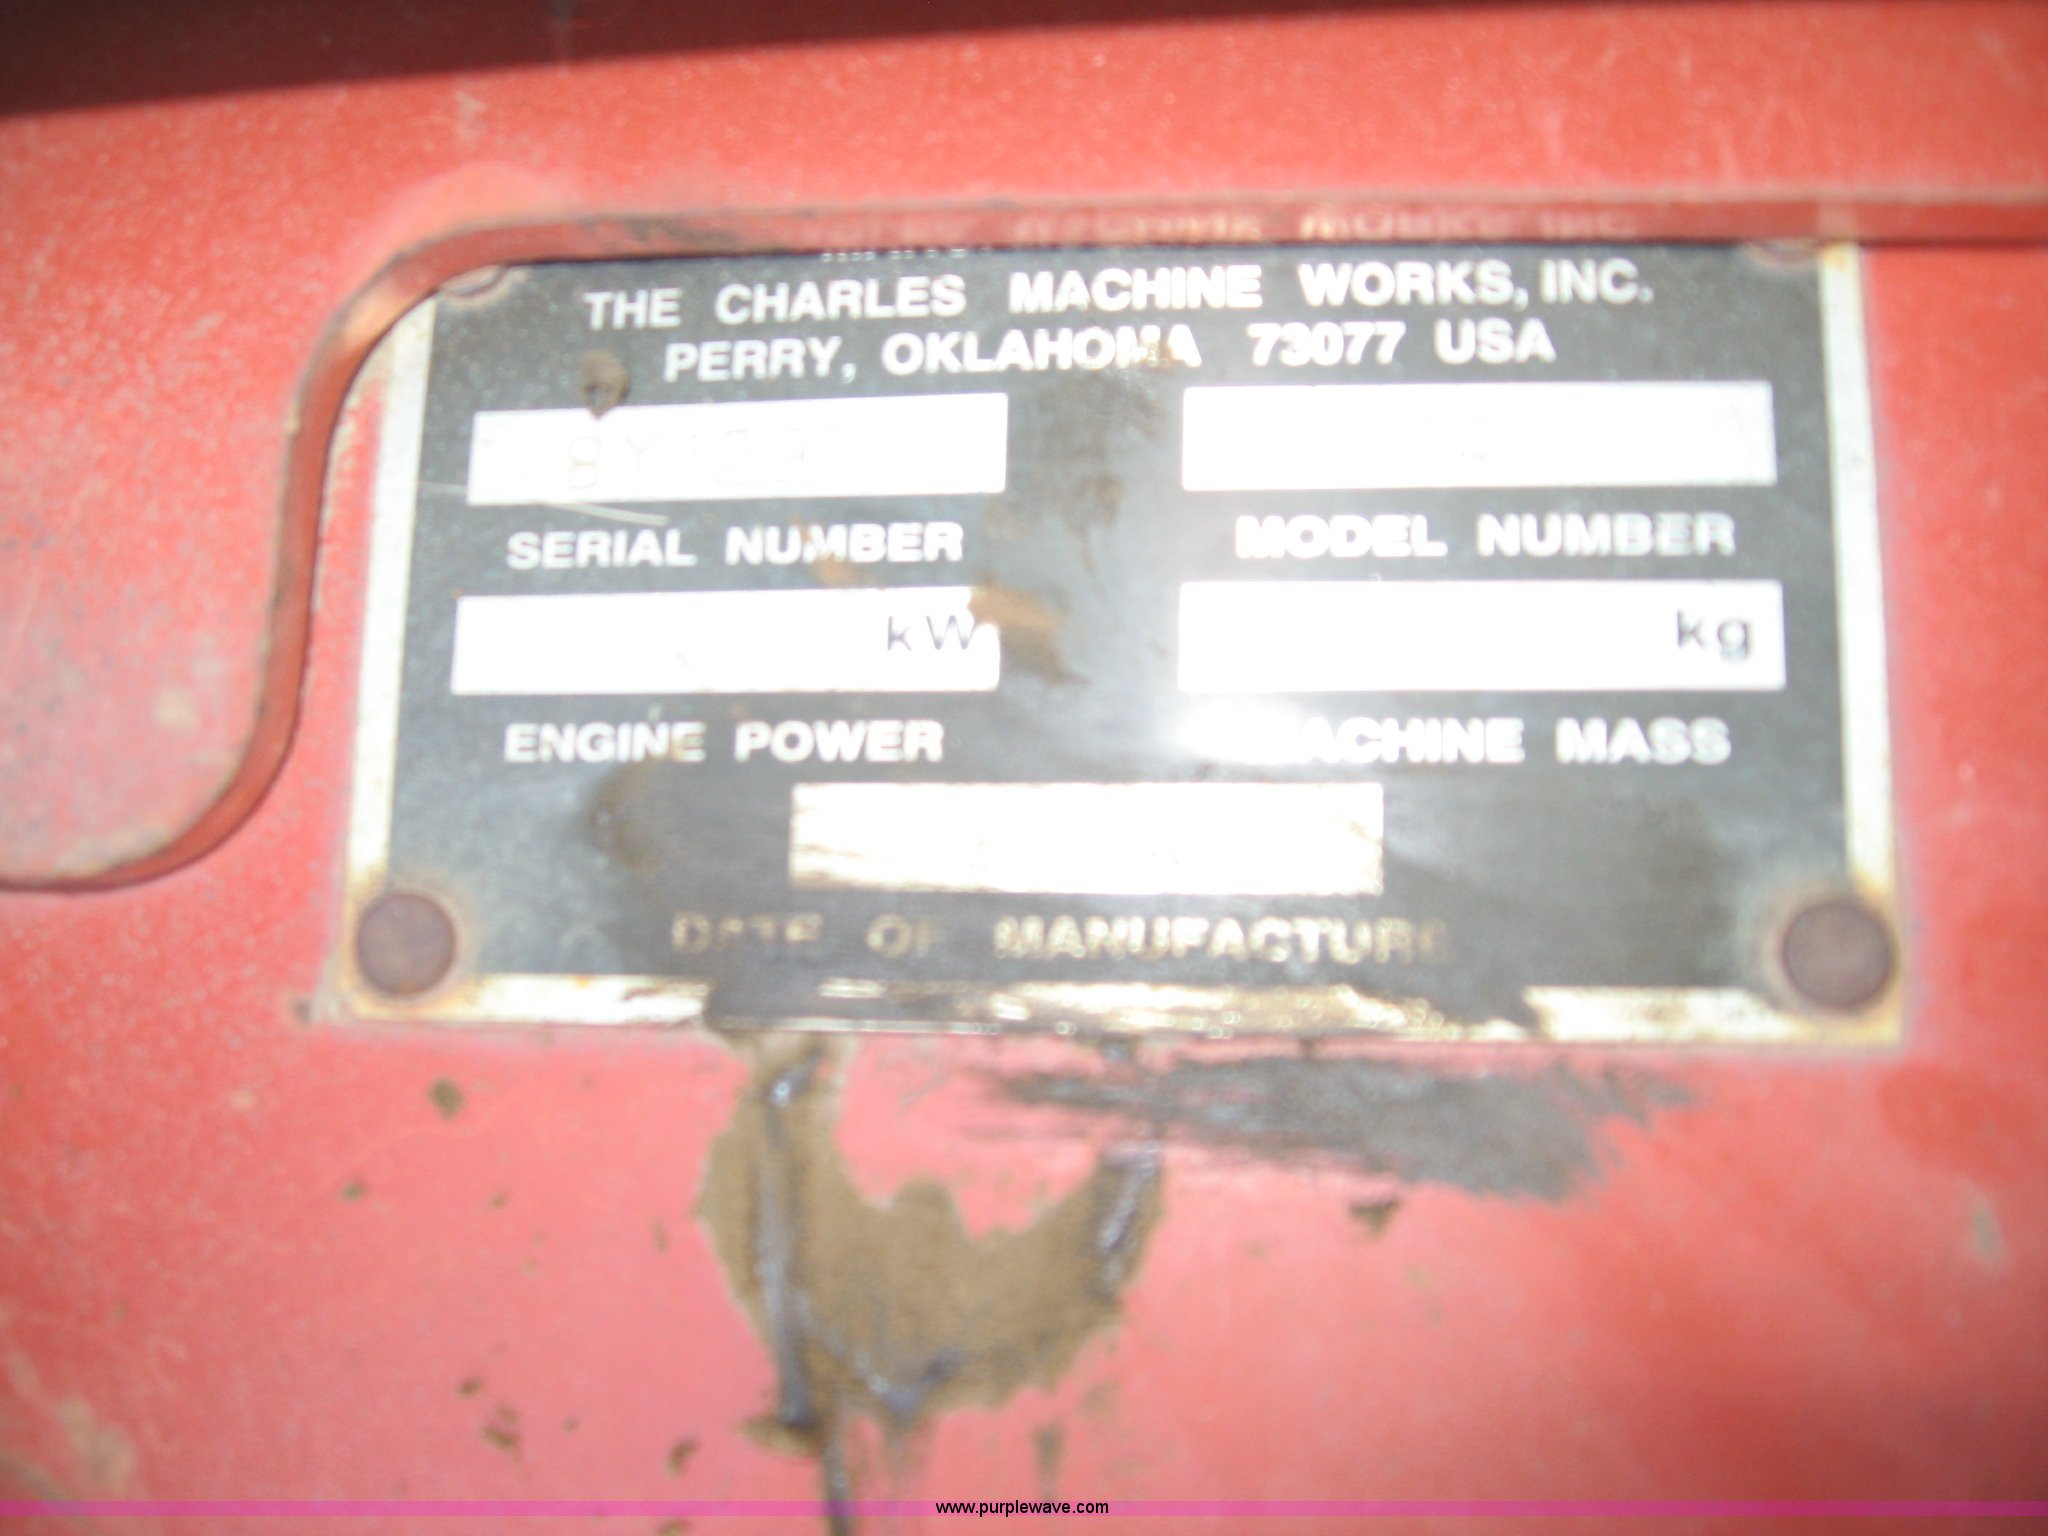 THE CHARLES MACHINE WORKS, INC.
PERRY, OKLAHOMA 73077 USA
SERIAL NUMBER MODEL NUMBER
kW kg
ENGINE POWER MACHINE MASS
DATE OF MANUFACTURE
www.purplewave.com